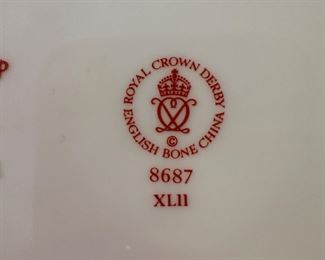 ROYAL CROWN DERBY
ENGLISH BONE CHINA
©
8687
XLII